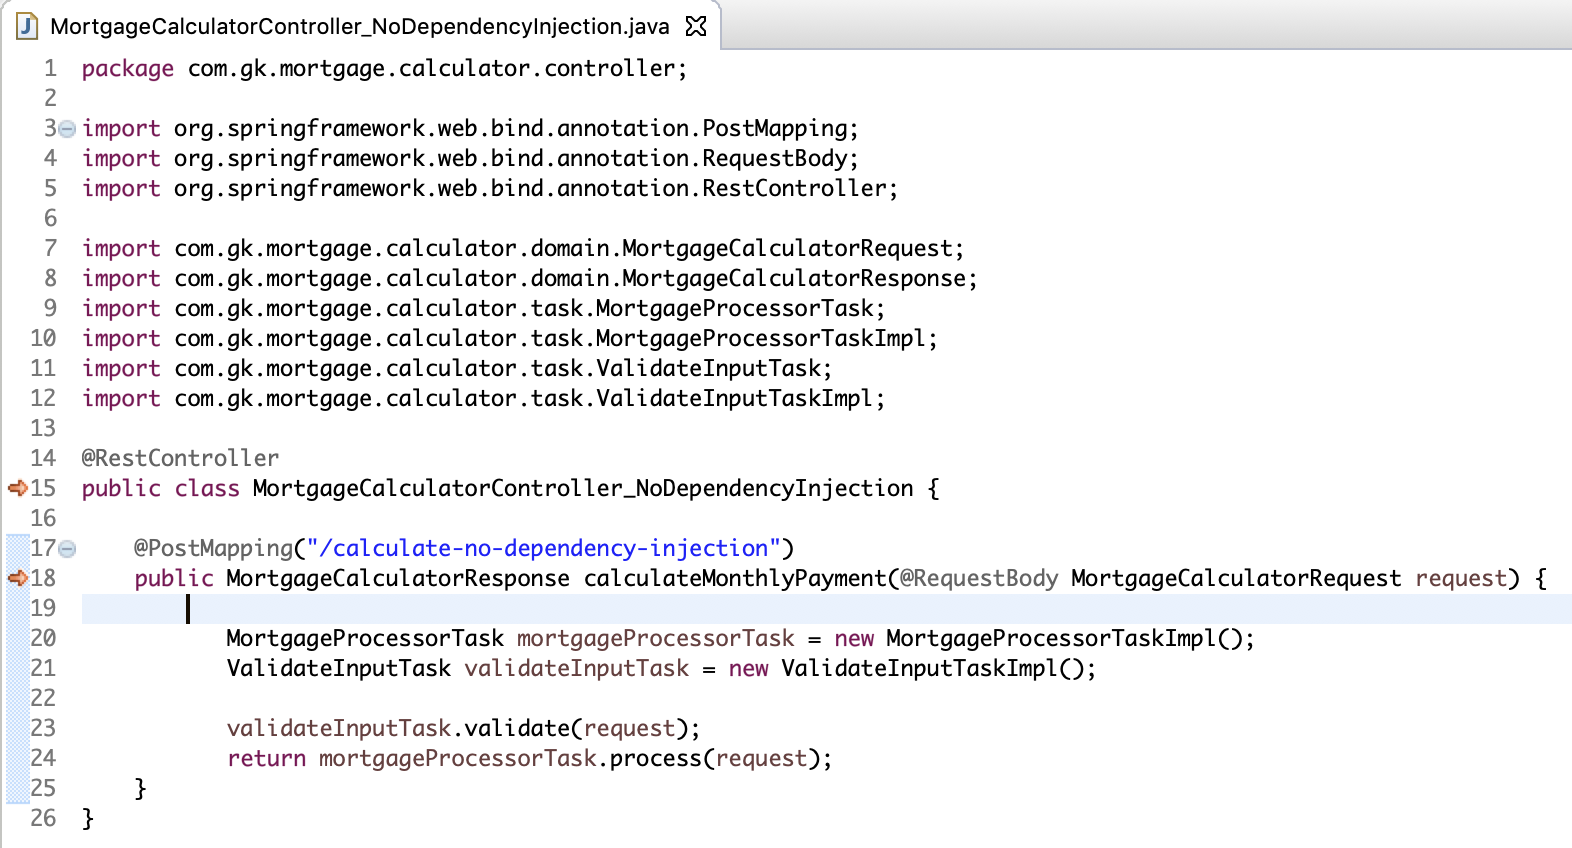 MortgageCalculatorController_NoDependencyInjection.java
1 package com.gk.mortgage.calculator.controller;
2
3 import org.springframework.web.bind.annotation.PostMapping;
4 import org.springframework.web.bind.annotation.RequestBody;
5 import org.springframework.web.bind.annotation.RestController;
6
7 import com.gk.mortgage.calculator.domain.MortgageCalculatorRequest;
8 import com.gk.mortgage.calculator.domain.MortgageCalculatorResponse;
9 import com.gk.mortgage.calculator.task.MortgageProcessorTask;
10 import com.gk.mortgage.calculator.task.MortgageProcessorTaskImpl;
11 import com.gk.mortgage.calculator.task.ValidateInputTask;
12 import com.gk.mortgage.calculator.task.ValidateInputTaskImpl;
13
14 @RestController
15 public class MortgageCalculatorController_NoDependencyInjection {
16
17 @PostMapping("/calculate-no-dependency-injection")
18 public MortgageCalculatorResponse calculateMonthlyPayment(@RequestBody MortgageCalculatorRequest request) {
19
20 MortgageProcessorTask mortgageProcessorTask = new MortgageProcessorTaskImpl();
21 ValidateInputTask validateInputTask = new ValidateInputTaskImpl();
22
23 validateInputTask.validate(request);
24 return mortgageProcessorTask.process(request);
25 }
26 }